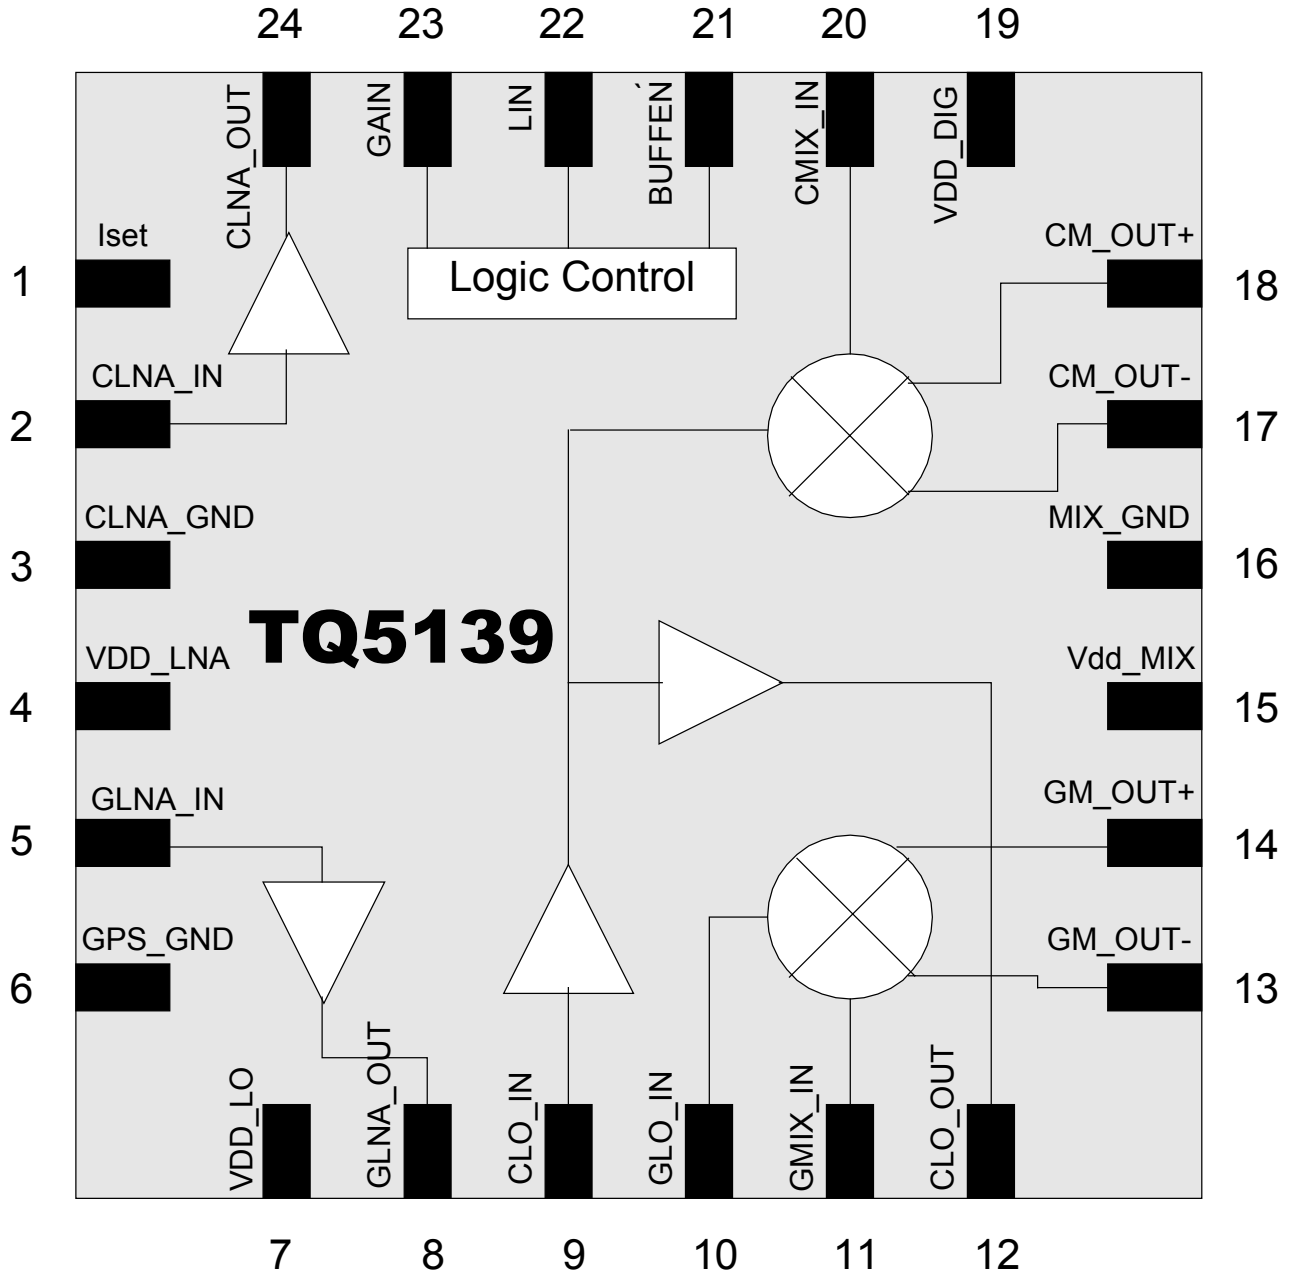 24 23 22 21 20 19
CLNA_OUT
GAIN
LIN
BUFFEN`
CMIX_IN
VDD_DIG
Iset
1
CM_OUT+
18
Logic Control
CLNA_IN
2
CM_OUT-
17
CLNA_GND
3
MIX_GND
16
TQ5139
VDD_LNA
4
Vdd_MIX
15
GLNA_IN
5
GM_OUT+
14
GPS_GND
6
GM_OUT-
13
VDD_LO
GLNA_OUT
CLO_IN
GLO_IN
GMIX_IN
CLO_OUT
7 8 9 10 11 12